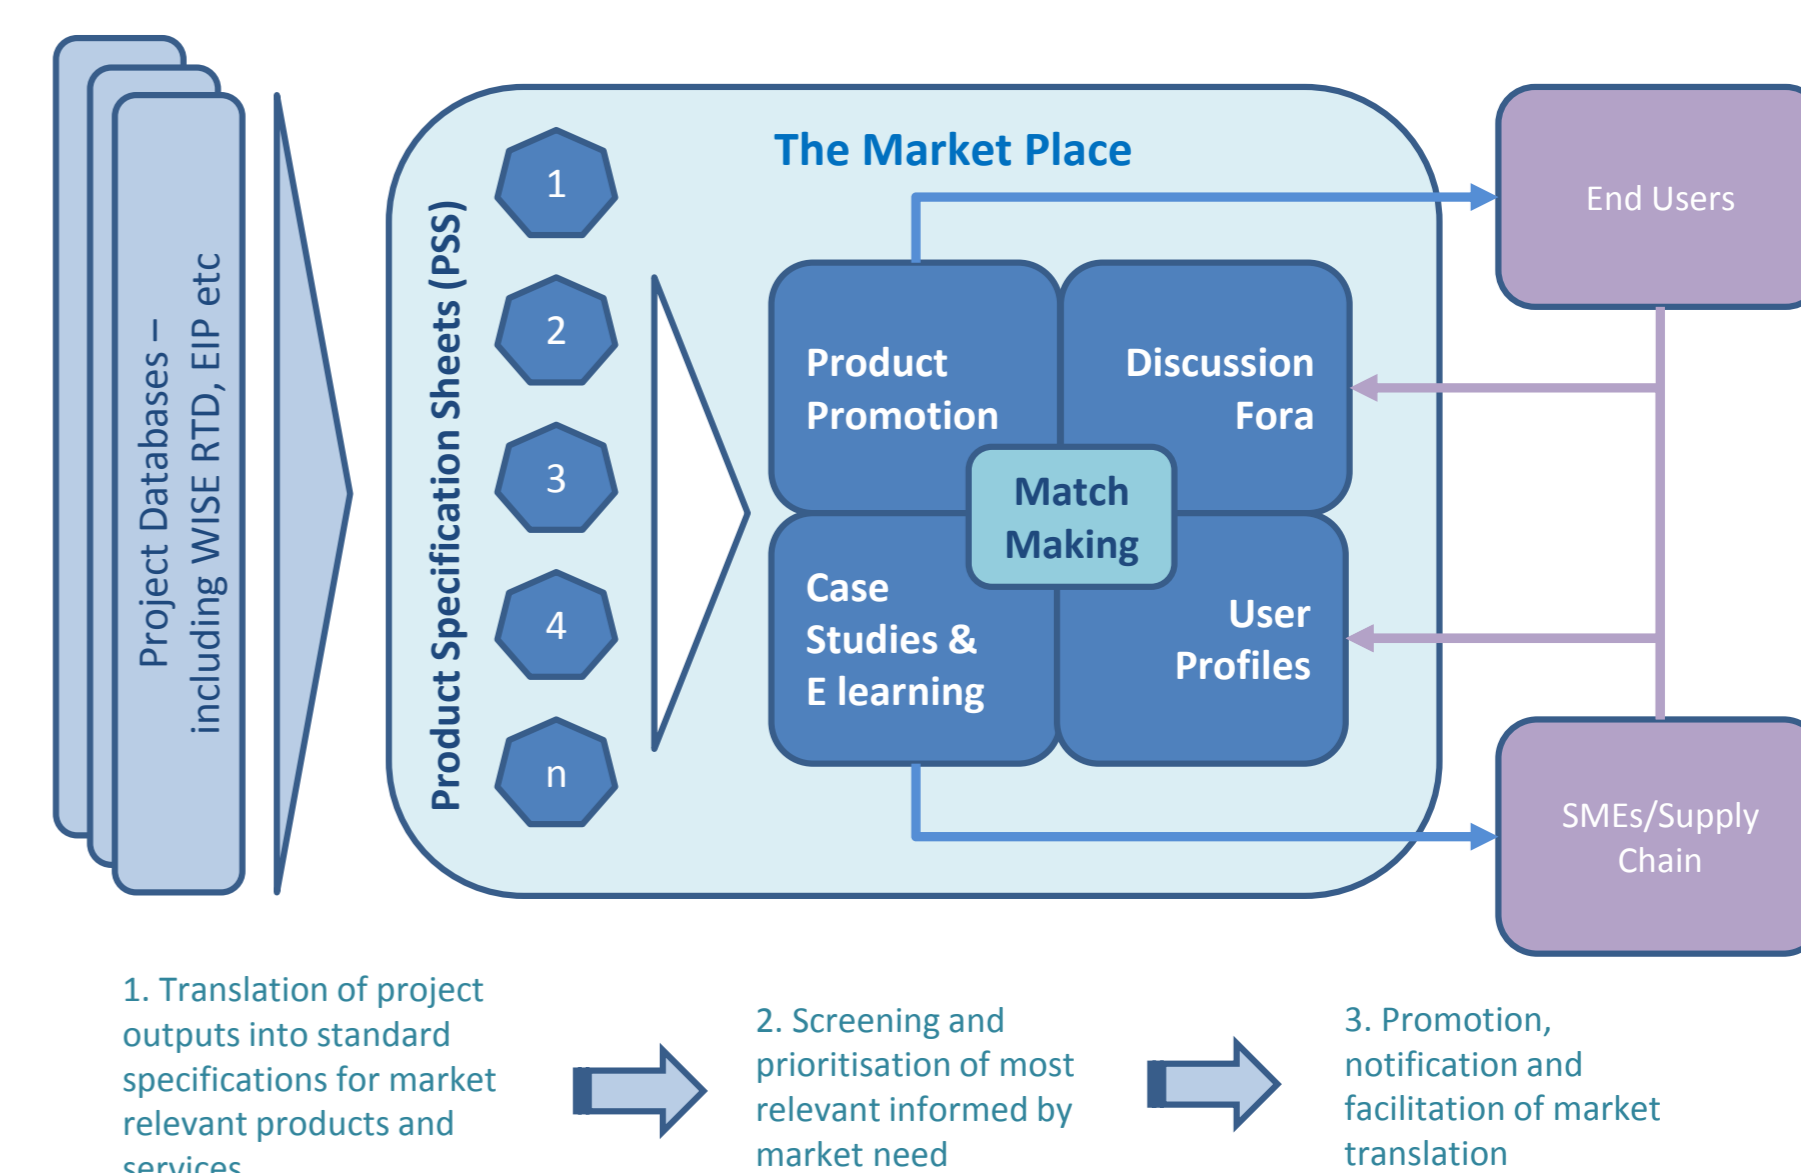 Project Databases –
including WISE RTD, EIP etc
Product Specification Sheets (PSS)
1
2
3
4
n
The Market Place
Product
Promotion
Discussion
Fora
Match
Making
Case
Studies &
E learning
User
Profiles
End Users
SMEs/Supply
Chain
1. Translation of project
outputs into standard
specifications for market
relevant products and
services
2. Screening and
prioritisation of most
relevant informed by
market need
3. Promotion,
notification and
facilitation of market
translation